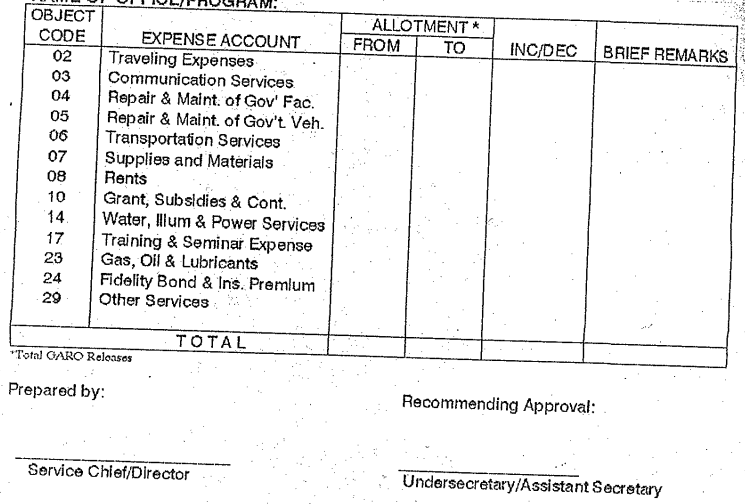 NAME OF OFFICE/PROGRAM:
OBJECT CODE EXPENSE ACCOUNT ALLOTMENT * FROM TO INC/DEC BRIEF REMARKS
02 Traveling Expenses
03 Communication Services
04 Repair & Maint. of Gov' Fac.
05 Repair & Maint. of Gov't. Veh.
06 Transportation Services
07 Supplies and Materials
08 Rents
10 Grant, Subsidies & Cont.
14 Water, Illum & Power Services
17 Training & Seminar Expense
23 Gas, Oil & Lubricants
24 Fidelity Bond & Ins. Premium
29 Other Services
TOTAL
*Total GARO Releases
Prepared by:
Recommending Approval:
Service Chief/Director
Undersecretary/Assistant Secretary